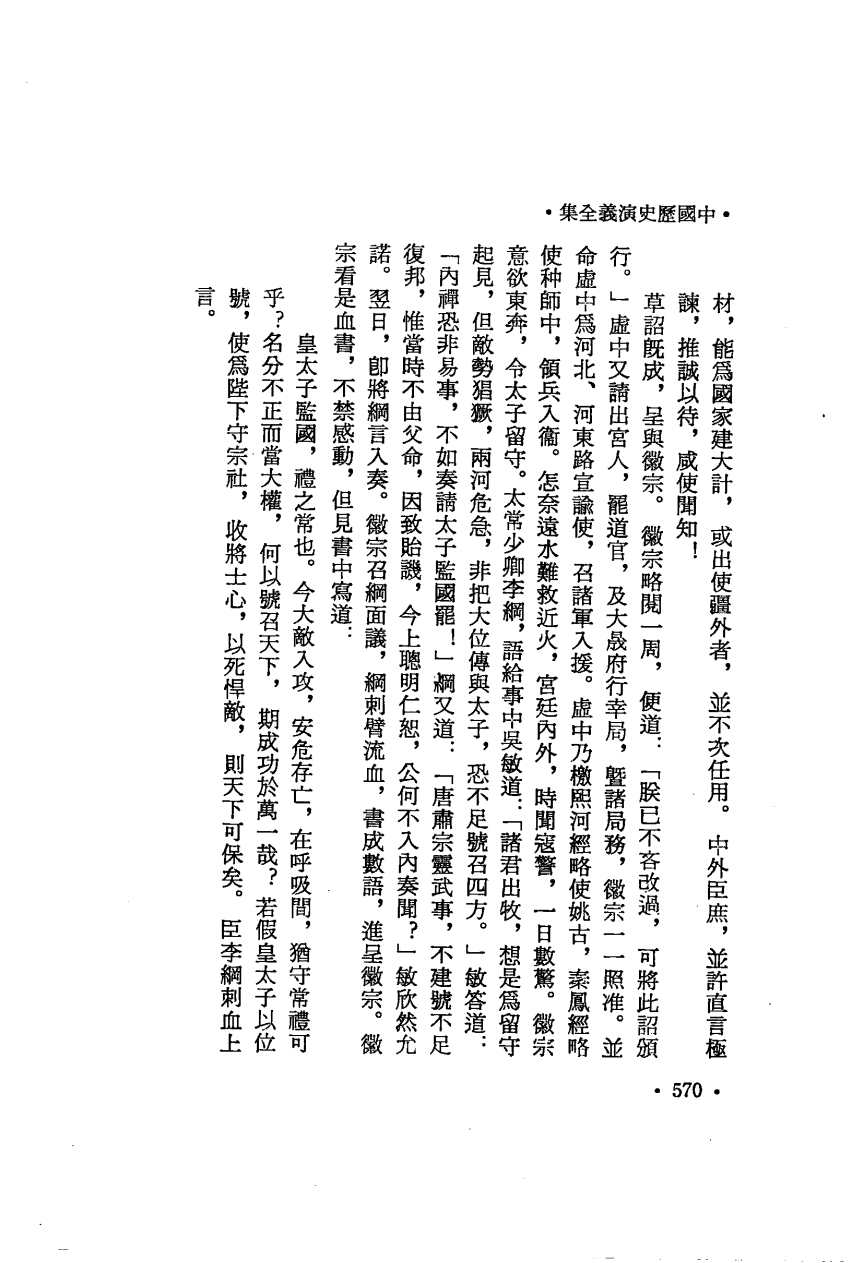 •中國歷史演義全集•
材，能爲國家建大計，或出使疆外者，並不次任用。中外臣庶，並許直言極
諫，推誠以待，咸使聞知！
草詔旣成，呈與徽宗。徽宗略閱一周，便道：「朕已不吝改過，可將此詔頒
行。」虛中又請出宮人，罷道官，及大晟府行幸局，曁諸局務，徽宗一一照准。並
命虛中爲河北、河東路宣諭使，召諸軍入援。虛中乃檄熙河經略使姚古，秦鳳經略
使种師中，領兵入衞。怎奈遠水難救近火，宮廷內外，時聞寇警，一日數驚。徽宗
意欲東奔，令太子留守。太常少卿李綱，語給事中吳敏道：「諸君出牧，想是爲留守
起見，但敵勢猖獗，兩河危急，非把大位傳與太子，恐不足號召四方。」敏答道：
「內禪恐非易事，不如奏請太子監國罷！」綱又道：「唐肅宗靈武事，不建號不足
復邦，惟當時不由父命，因致貽譏，今上聰明仁恕，公何不入內奏聞？」敏欣然允
諾。翌日，卽將綱言入奏。徽宗召綱面議，綱刺臂流血，書成數語，進呈徽宗。徽
宗看是血書，不禁感動，但見書中寫道：
皇太子監國，禮之常也。今大敵入攻，安危存亡，在呼吸間，猶守常禮可
乎？名分不正而當大權，何以號召天下，期成功於萬一哉？若假皇太子以位
號，使爲陛下守宗社，收將士心，以死悍敵，則天下可保矣。臣李綱刺血上
言。
•570•